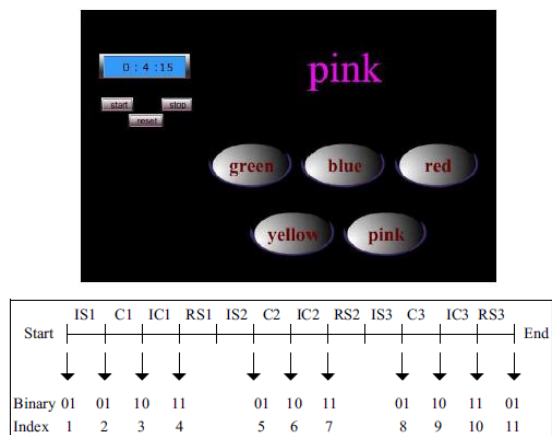 pink
0 : 4 : 15
start stop
reset
green blue red
yellow pink
IS1 C1 IC1 RS1 IS2 C2 IC2 RS2 IS3 C3 IC3 RS3
Start End
Binary 01 01 10 11 01 10 11 01 10 11 01
Index 1 2 3 4 5 6 7 8 9 10 11